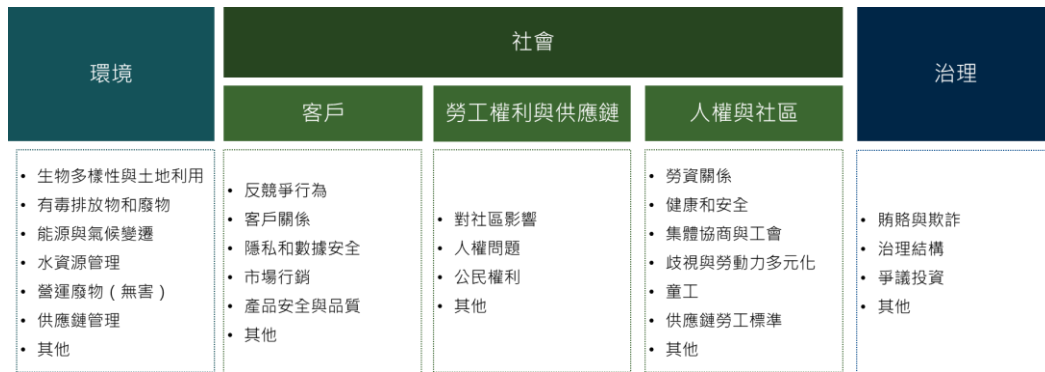 環境
社會
治理
客戶
勞工權利與供應鏈
人權與社區
• 生物多樣性與土地利用
• 有毒排放物和廢物
• 能源與氣候變遷
• 水資源管理
• 營運廢物（無害）
• 供應鏈管理
• 其他
• 反競爭行為
• 客戶關係
• 隱私和數據安全
• 市場行銷
• 產品安全與品質
• 其他
• 對社區影響
• 人權問題
• 公民權利
• 其他
• 勞資關係
• 健康和安全
• 集體協商與工會
• 歧視與勞動力多元化
• 童工
• 供應鏈勞工標準
• 其他
• 賄賂與欺詐
• 治理結構
• 爭議投資
• 其他